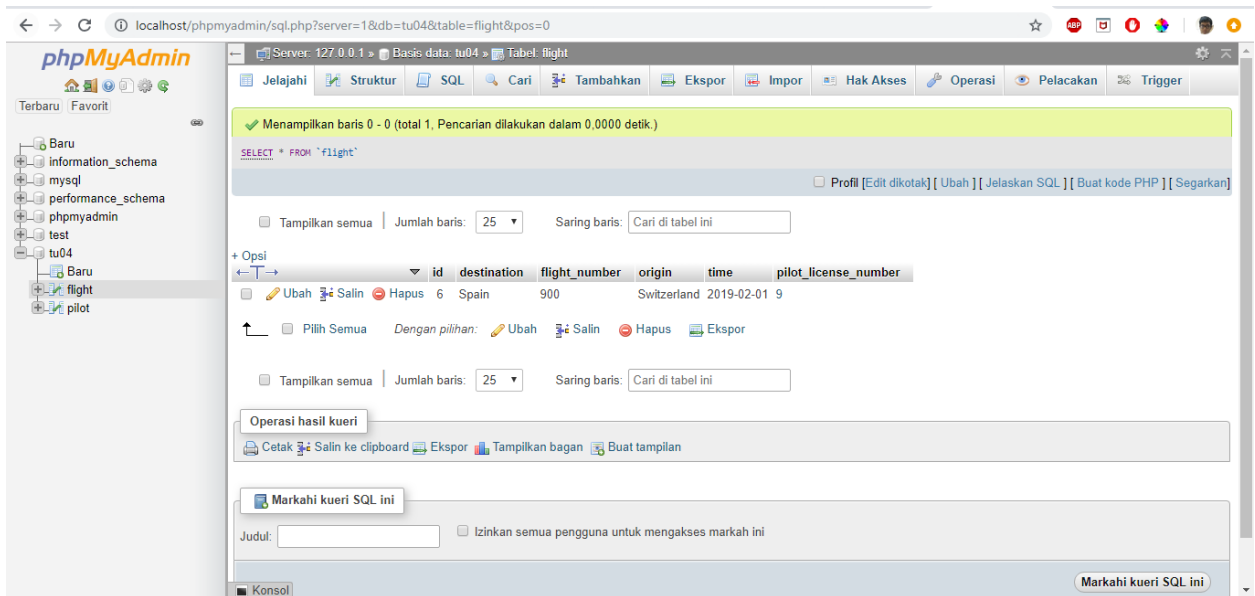 localhost/phpmyadmin/sql.php?server=1&db=tu04&table=flight&pos=0
ABP
phpMyAdmin
Terbaru Favorit
Baru
information_schema
mysql
performance_schema
phpmyadmin
test
tu04
Baru
flight
pilot
Server: 127.0.0.1 » Basis data: tu04 » Tabel: flight
Jelajahi Struktur SQL Cari Tambahkan Ekspor Impor Hak Akses Operasi Pelacakan Trigger
Menampilkan baris 0 - 0 (total 1, Pencarian dilakukan dalam 0,0000 detik.)
SELECT * FROM `flight`
Profil [Edit dikotak] [ Ubah ] [ Jelaskan SQL ] [ Buat kode PHP ] [ Segarkan]
Tampilkan semua | Jumlah baris: 25 Saring baris: Cari di tabel ini
+ Opsi
←T→ ▼ id destination flight_number origin time pilot_license_number
Ubah Salin Hapus 6 Spain 900 Switzerland 2019-02-01 9
Pilih Semua Dengan pilihan: Ubah Salin Hapus Ekspor
Tampilkan semua | Jumlah baris: 25 Saring baris: Cari di tabel ini
Operasi hasil kueri
Cetak Salin ke clipboard Ekspor Tampilkan bagan Buat tampilan
Markahi kueri SQL ini
Judul: Izinkan semua pengguna untuk mengakses markah ini
Markahi kueri SQL ini
Konsol